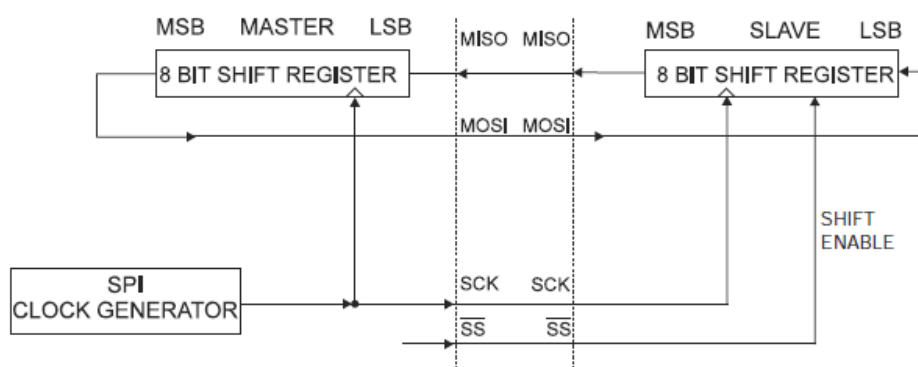 MSB MASTER LSB
MISO MISO
MSB SLAVE LSB
8 BIT SHIFT REGISTER
8 BIT SHIFT REGISTER
MOSI MOSI
SHIFT
ENABLE
SPI
CLOCK GENERATOR
SCK SCK
SS SS